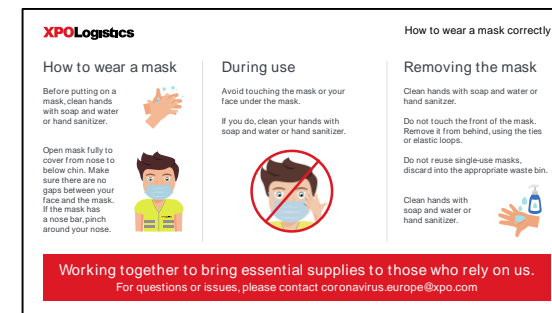 XPOLogistics
How to wear a mask correctly
How to wear a mask
Before putting on a
mask, clean hands
with soap and water
or hand sanitizer.
Open mask fully to
cover from nose to
below chin. Make
sure there are no
gaps between your
face and the mask.
If the mask has
a nose bar, pinch
around your nose.
During use
Avoid touching the mask or your
face under the mask.
If you do, clean your hands with
soap and water or hand sanitizer.
Removing the mask
Clean hands with soap and water or
hand sanitzer.
Do not touch the front of the mask.
Remove it from behind, using the ties
or elastic loops.
Do not reuse single-use masks,
discard into the appropriate waste bin.
Clean hands with
soap and water or
hand sanitizer.
Working together to bring essential supplies to those who rely on us.
For questions or issues, please contact coronavirus.europe@xpo.com